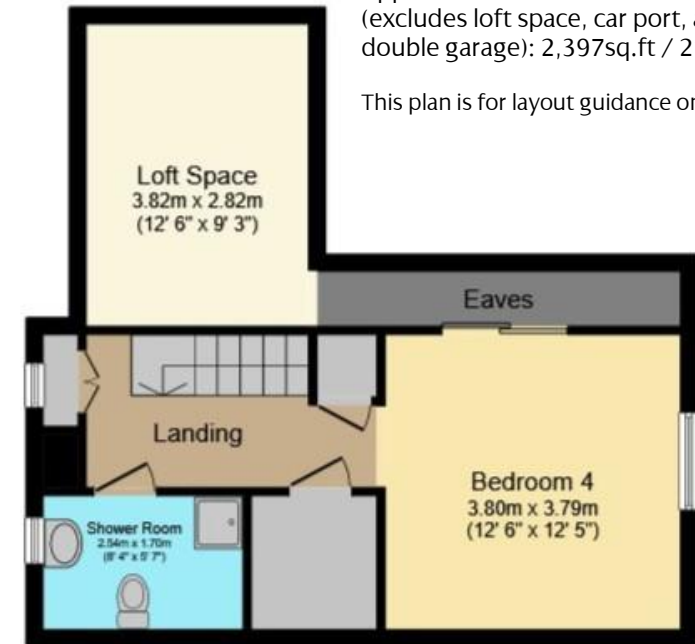 (excludes loft space, car port,
double garage): 2,397sq.ft / 2
This plan is for layout guidance
Loft Space
3.82m x 2.82m
(12' 6" x 9' 3")
Eaves
Landing
Bedroom 4
3.80m x 3.79m
(12' 6" x 12' 5")
Shower Room
2.54m x 1.70m
(8' 4" x 5' 7")